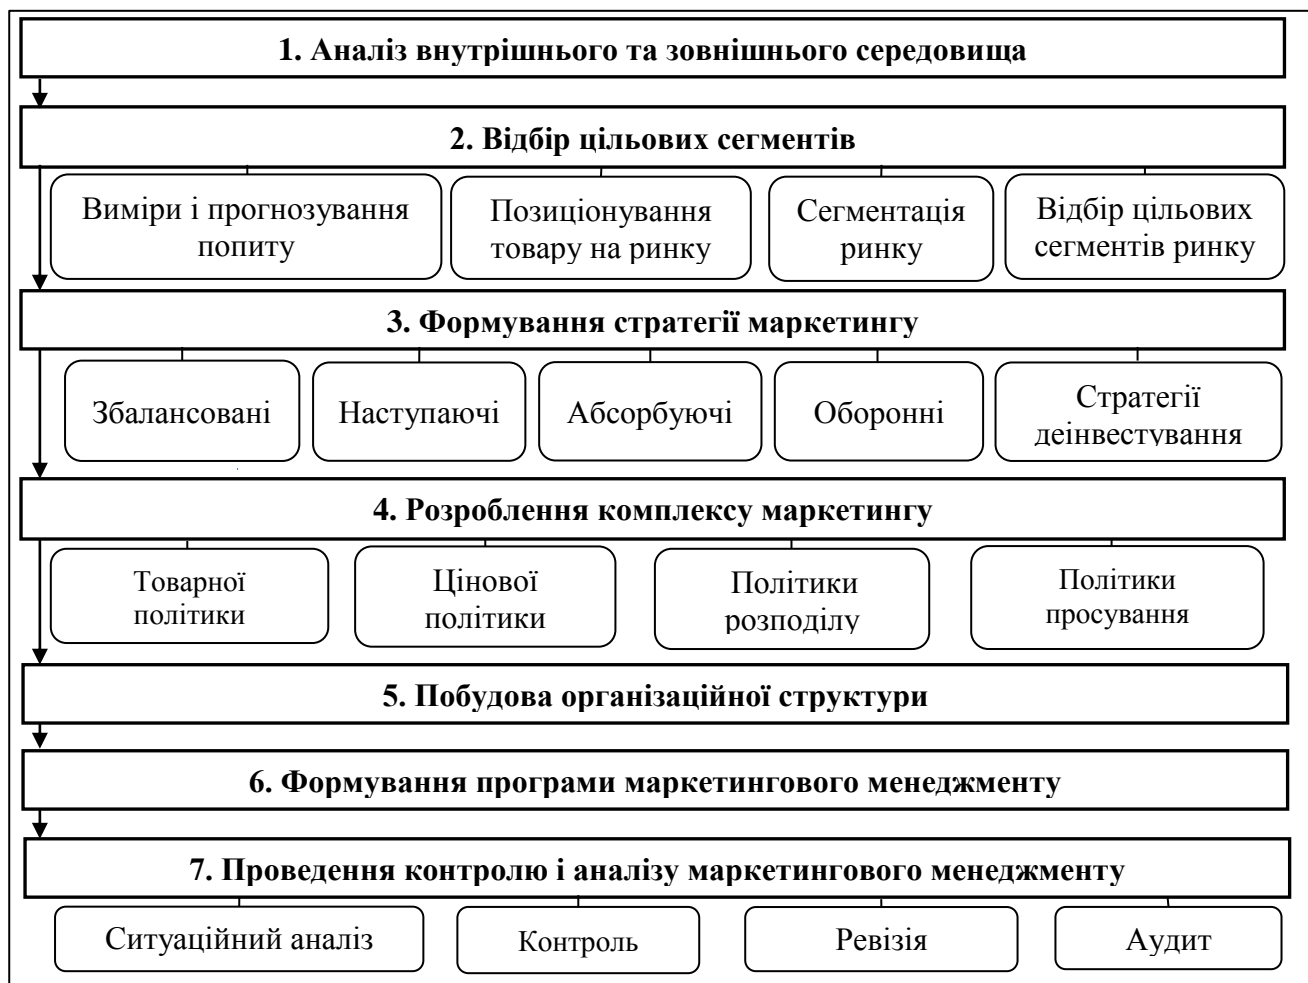 1. Аналіз внутрішнього та зовнішнього середовища
2. Відбір цільових сегментів
Виміри і прогнозування
попиту
Позиціонування
товару на ринку
Сегментація
ринку
Відбір цільових
сегментів ринку
3. Формування стратегії маркетингу
Збалансовані
Наступаючі
Абсорбуючі
Оборонні
Стратегії
деінвестування
4. Розроблення комплексу маркетингу
Товарної
політики
Цінової
політики
Політики
розподілу
Політики
просування
5. Побудова організаційної структури
6. Формування програми маркетингового менеджменту
7. Проведення контролю і аналізу маркетингового менеджменту
Ситуаційний аналіз
Контроль
Ревізія
Аудит